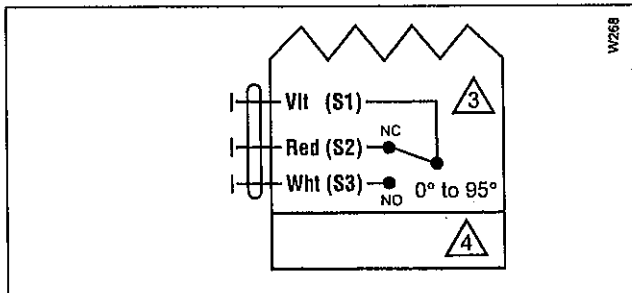 W268
Vlt (S1)
3
NC
Red (S2)
Wht (S3)
0° to 95°
NO
4